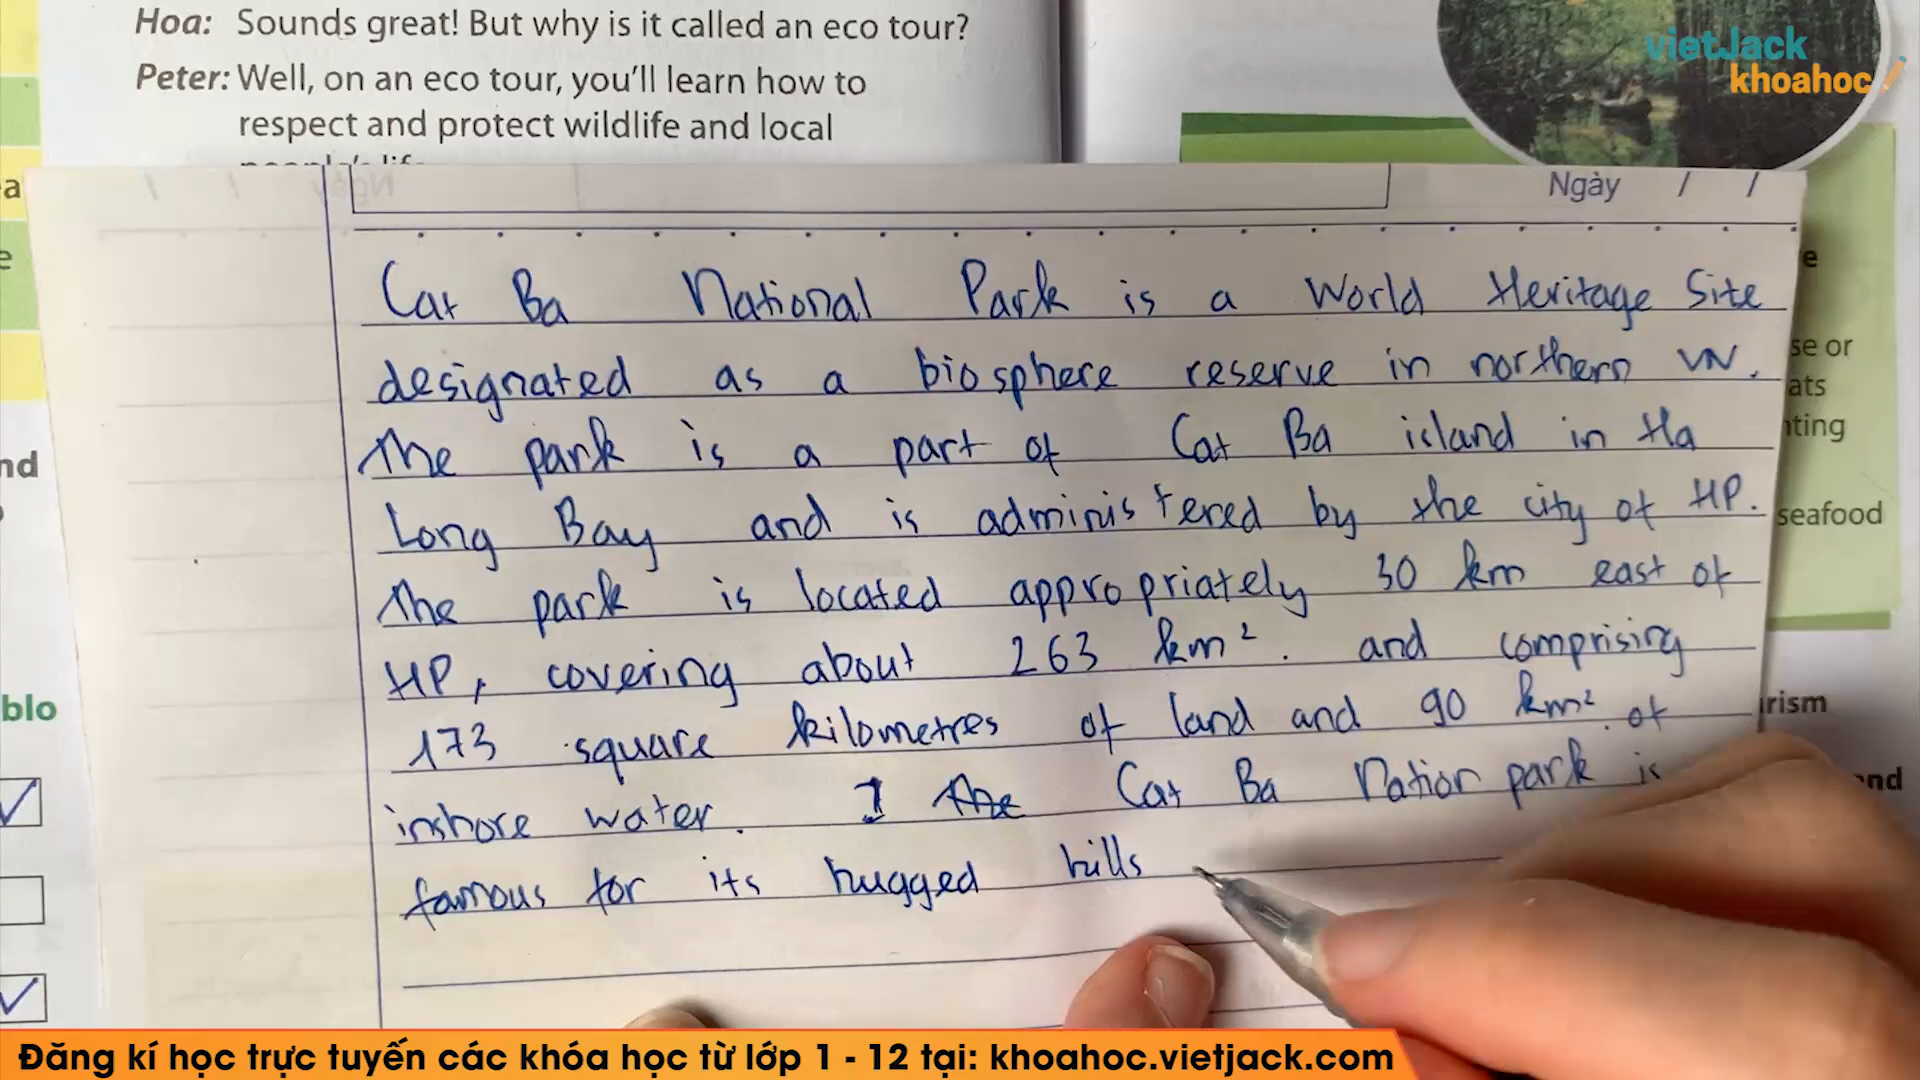 Hoa: Sounds great! But why is it called an eco tour?
Peter: Well, on an eco tour, you'll learn how to
respect and protect wildlife and local
people's life
vietJack
khoahoc
Ngày / /
Cat Ba National Park is a World Heritage Site
designated as a biosphere reserve in northern VN.
The park is a part of Cat Ba island in Ha
Long Bay and is administered by the city of HP.
The park is located appropriately 30 km east of
HP, covering about 263 km². and comprising
173 square kilometres of land and 90 km². of
inshore water. I The Cat Ba Nation park is
famous for its hugged hills
a
e
nd
blo
e
se or
ats
ting
seafood
rism
nd
Đăng kí học trực tuyến các khóa học từ lớp 1 - 12 tại: khoahoc.vietjack.com